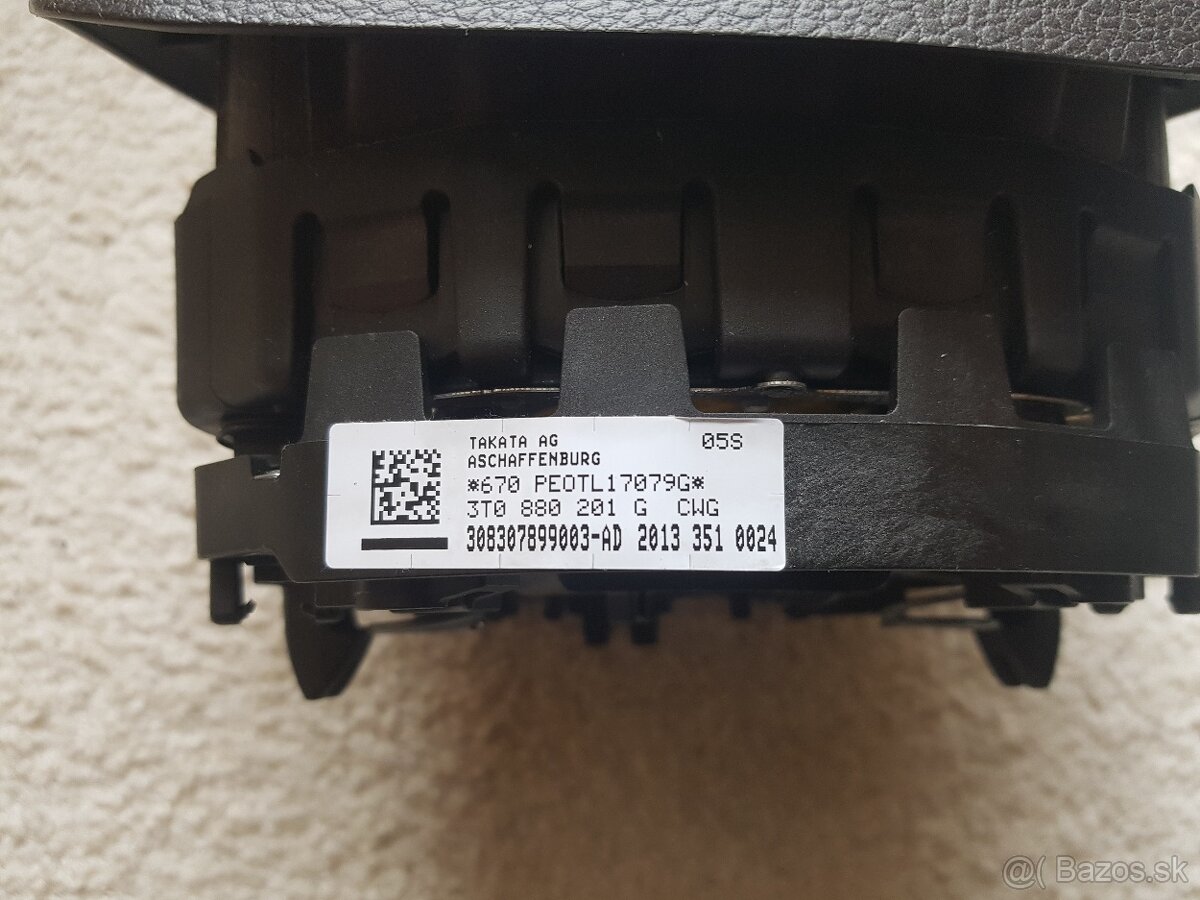 TAKATA AG 05S
ASCHAFFENBURG
*670 PEOTL17079G*
3T0 880 201 G CWG
308307899003-AD 2013 351 0024
@( Bazos.sk